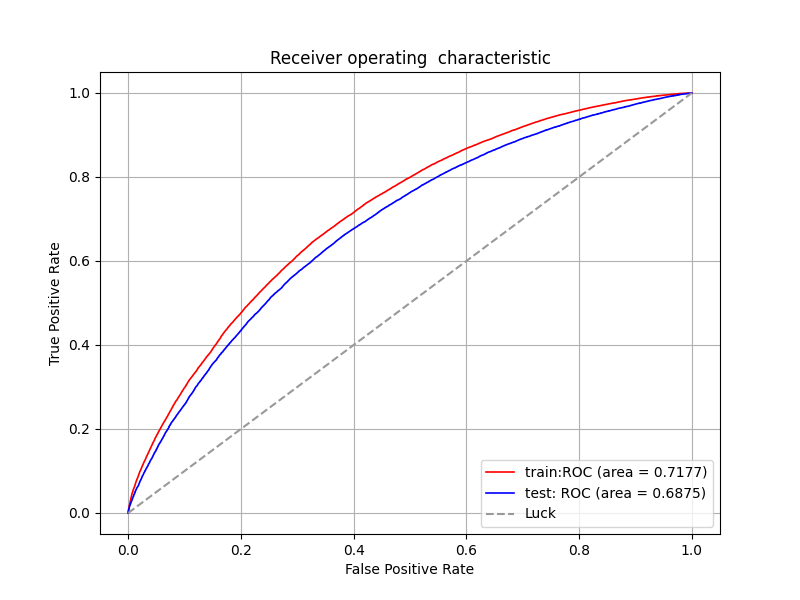 Receiver operating  characteristic
True Positive Rate
1.0
0.8
0.6
0.4
0.2
0.0
train:ROC (area = 0.7177)
test: ROC (area = 0.6875)
Luck
0.0 0.2 0.4 0.6 0.8 1.0
False Positive Rate